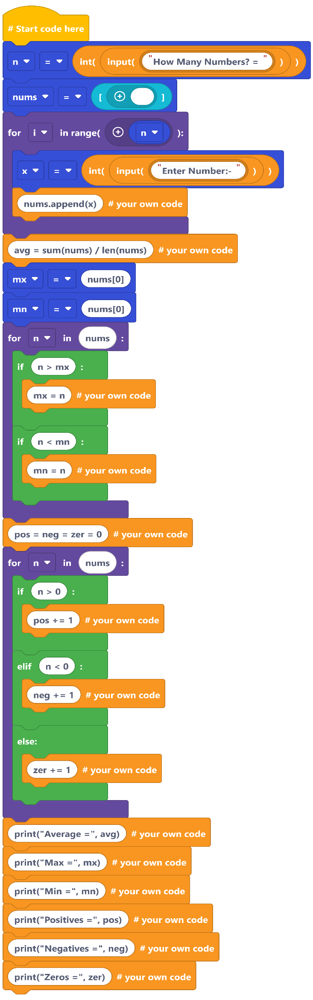 # Start code here
n = int( input( "How Many Numbers? = " ) )
nums = [ ]
for i in range( n ):
x = int( input( "Enter Number:- " ) )
nums.append(x) # your own code
avg = sum(nums) / len(nums) # your own code
mx = nums[0]
mn = nums[0]
for n in nums :
if n > mx :
mx = n # your own code
if n < mn :
mn = n # your own code
pos = neg = zer = 0 # your own code
for n in nums :
if n > 0 :
pos += 1 # your own code
elif n < 0 :
neg += 1 # your own code
else:
zer += 1 # your own code
print("Average =", avg) # your own code
print("Max =", mx) # your own code
print("Min =", mn) # your own code
print("Positives =", pos) # your own code
print("Negatives =", neg) # your own code
print("Zeros =", zer) # your own code